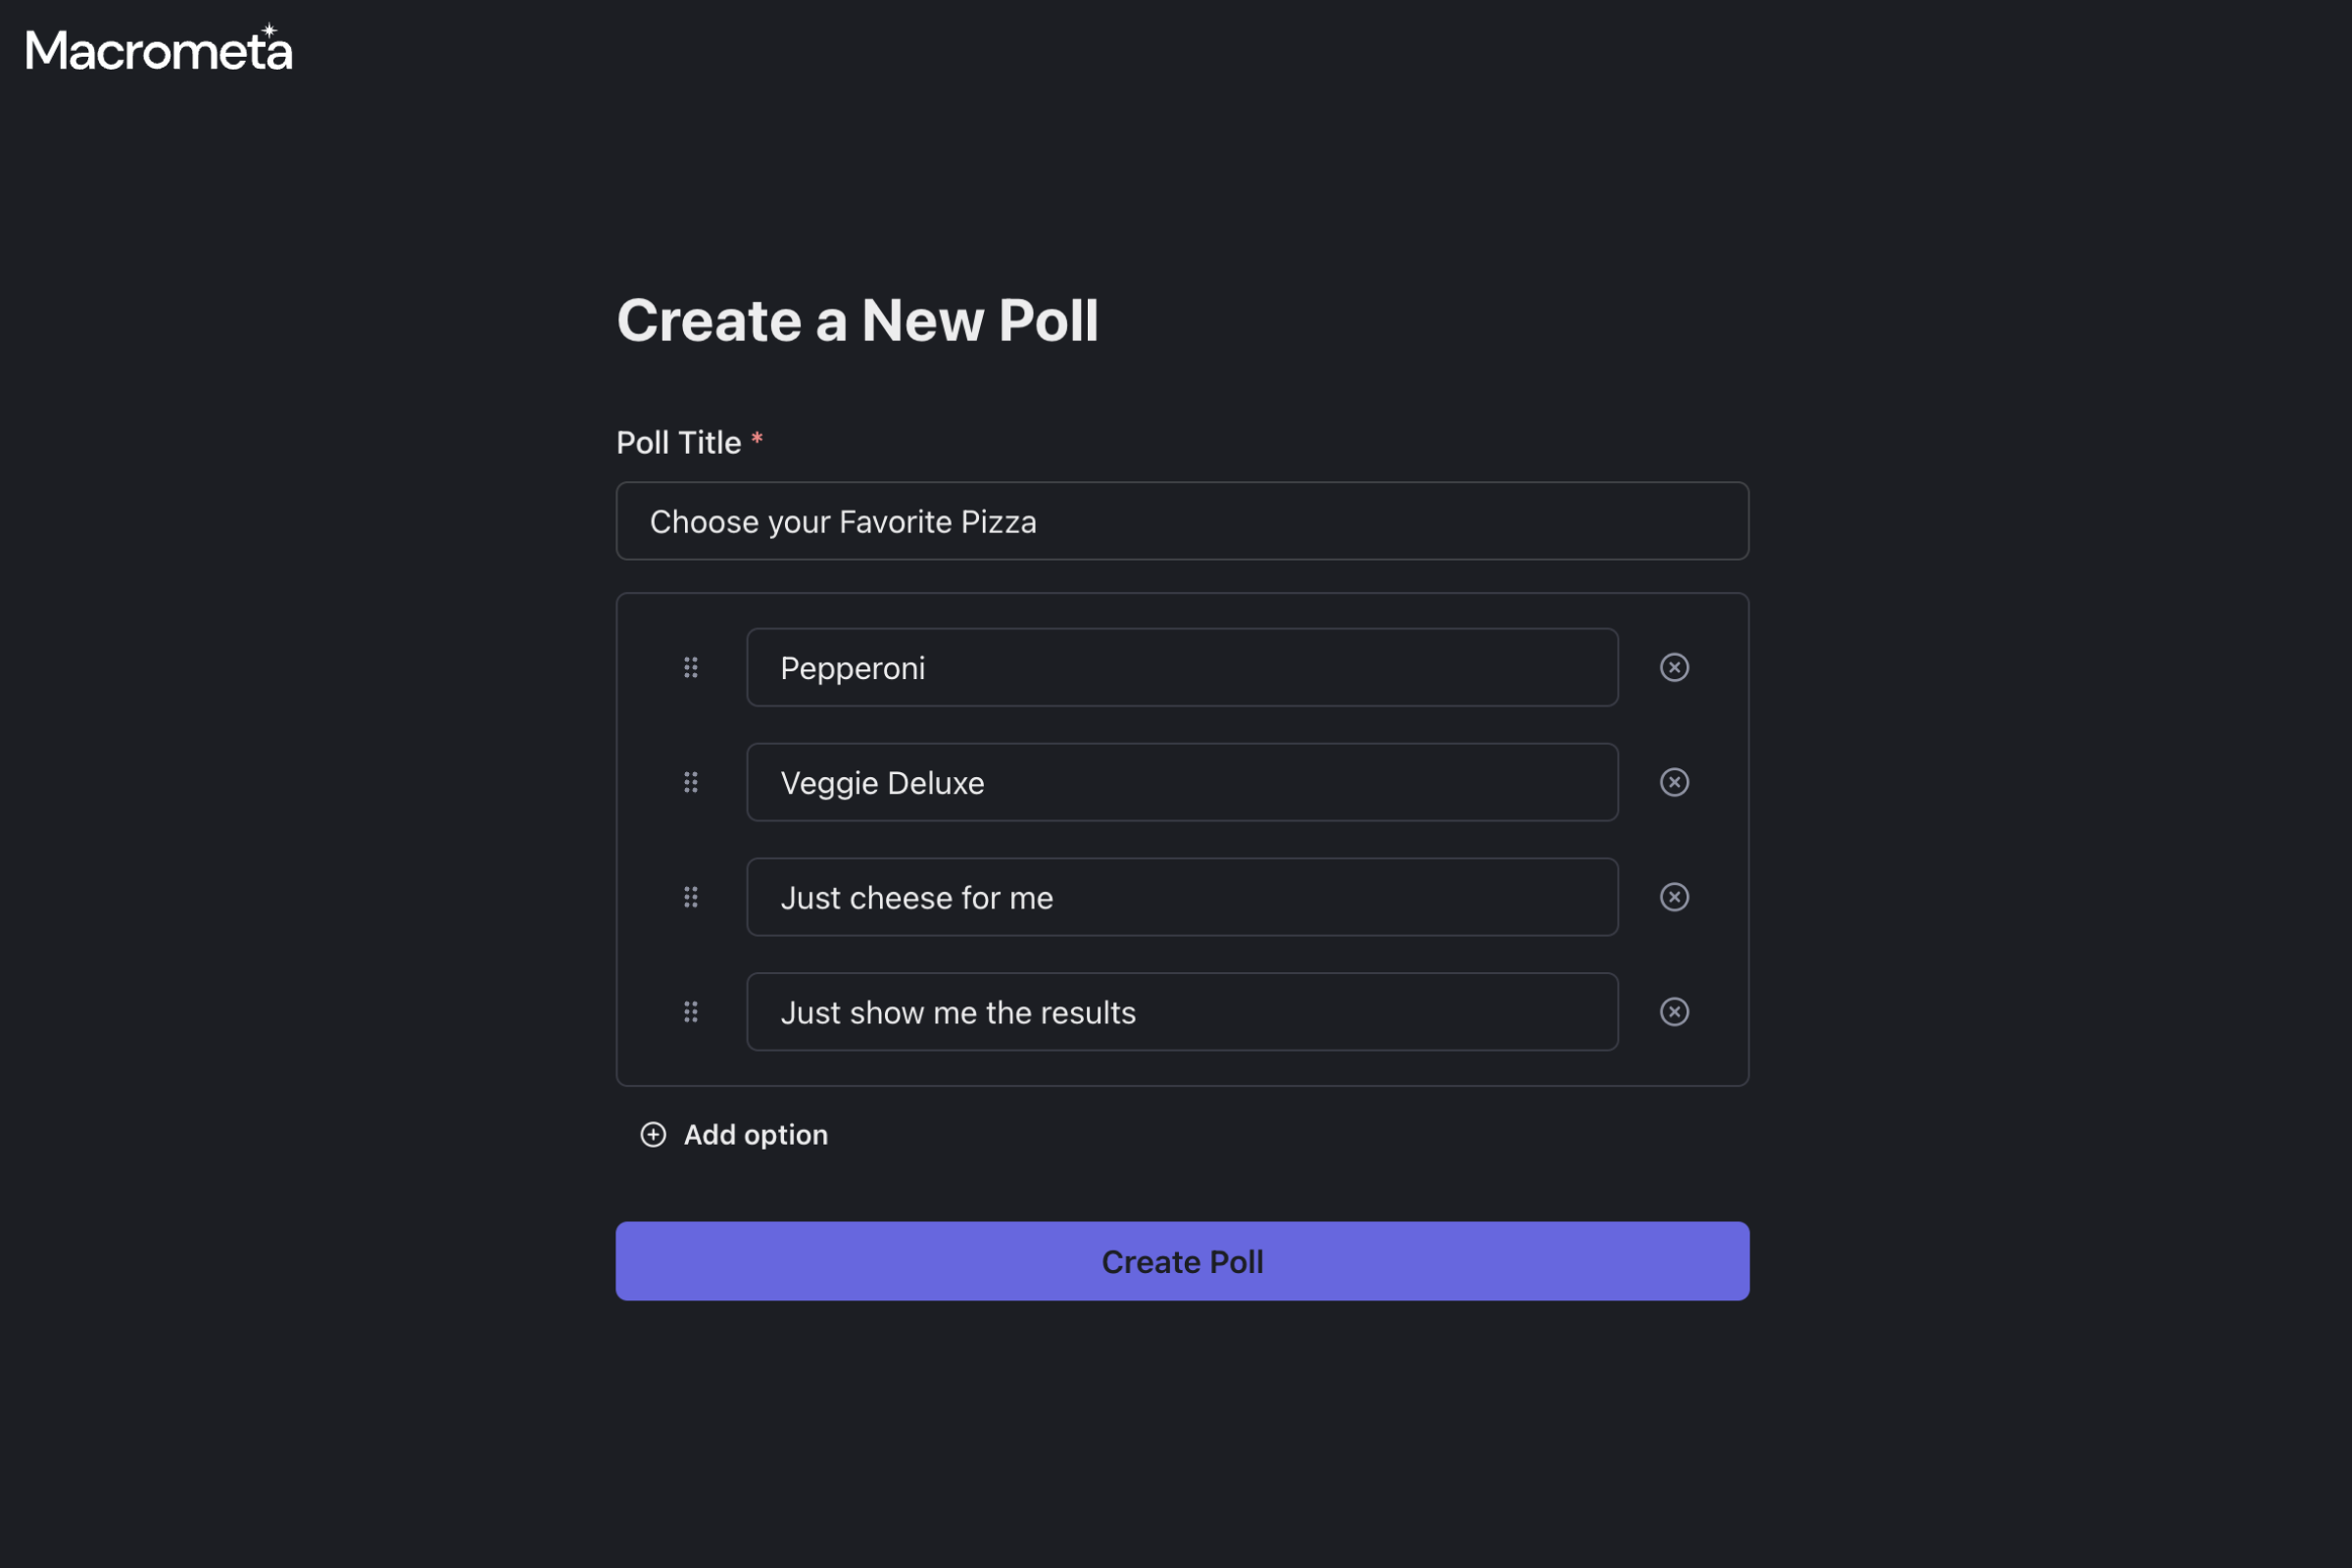 Macrometa
Create a New Poll
Poll Title *
Choose your Favorite Pizza
Pepperoni
Veggie Deluxe
Just cheese for me
Just show me the results
Add option
Create Poll